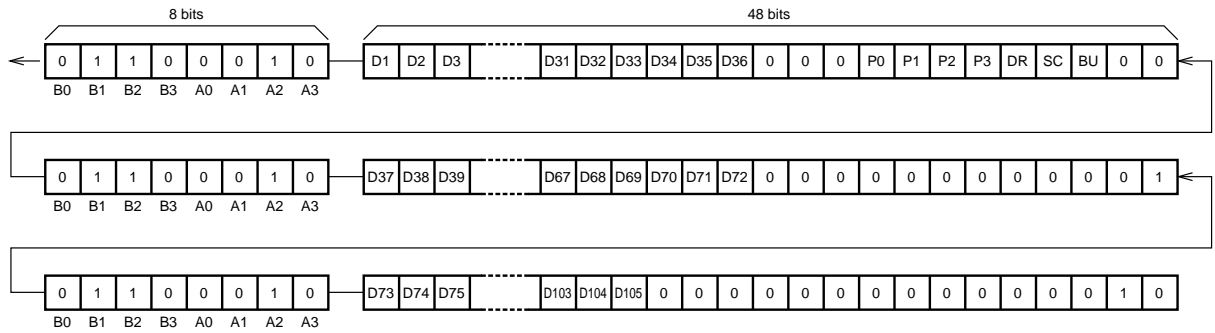 8 bits 48 bits
0 1 1 0 0 0 1 0 D1 D2 D3 D31 D32 D33 D34 D35 D36 0 0 0 P0 P1 P2 P3 DR SC BU 0 0
B0 B1 B2 B3 A0 A1 A2 A3
0 1 1 0 0 0 1 0 D37 D38 D39 D67 D68 D69 D70 D71 D72 0 0 0 0 0 0 0 0 0 0 0 1
B0 B1 B2 B3 A0 A1 A2 A3
0 1 1 0 0 0 1 0 D73 D74 D75 D103 D104 D105 0 0 0 0 0 0 0 0 0 0 0 0 0 1 0
B0 B1 B2 B3 A0 A1 A2 A3